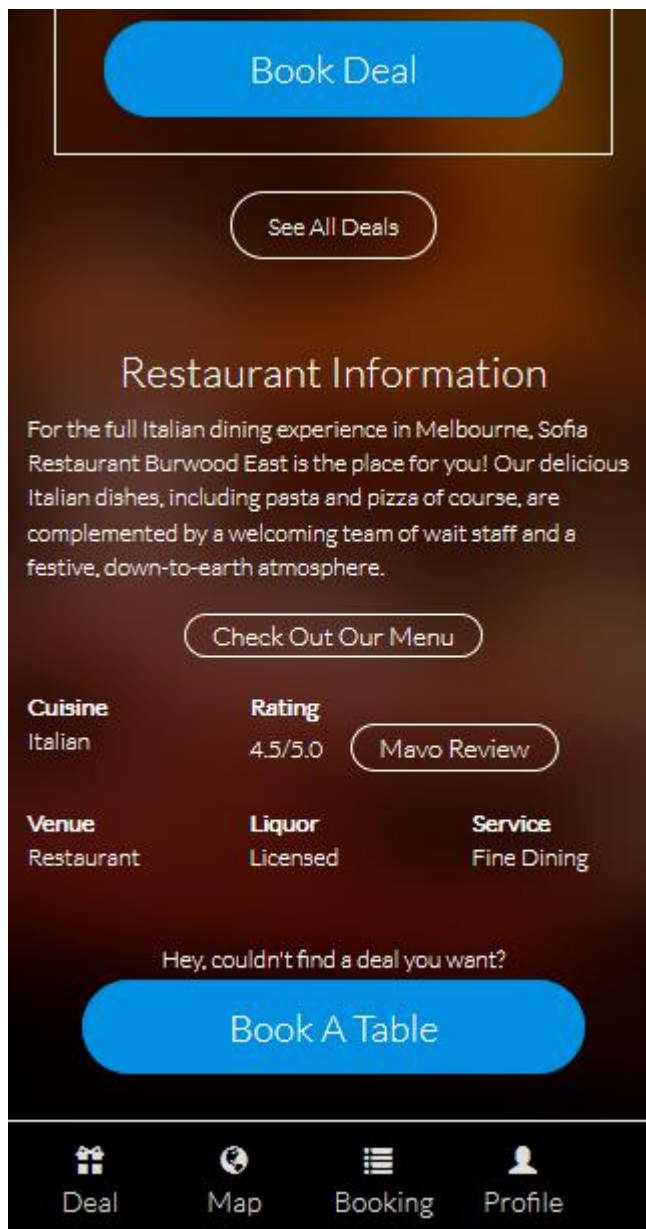 Book Deal
See All Deals
Restaurant Information
For the full Italian dining experience in Melbourne, Sofia
Restaurant Burwood East is the place for you! Our delicious
Italian dishes, including pasta and pizza of course, are
complemented by a welcoming team of wait staff and a
festive, down-to-earth atmosphere.
Check Out Our Menu
Cuisine Rating
Italian 4.5/5.0 Mavo Review
Venue Liquor Service
Restaurant Licensed Fine Dining
Hey, couldn't find a deal you want?
Book A Table
Deal Map Booking Profile